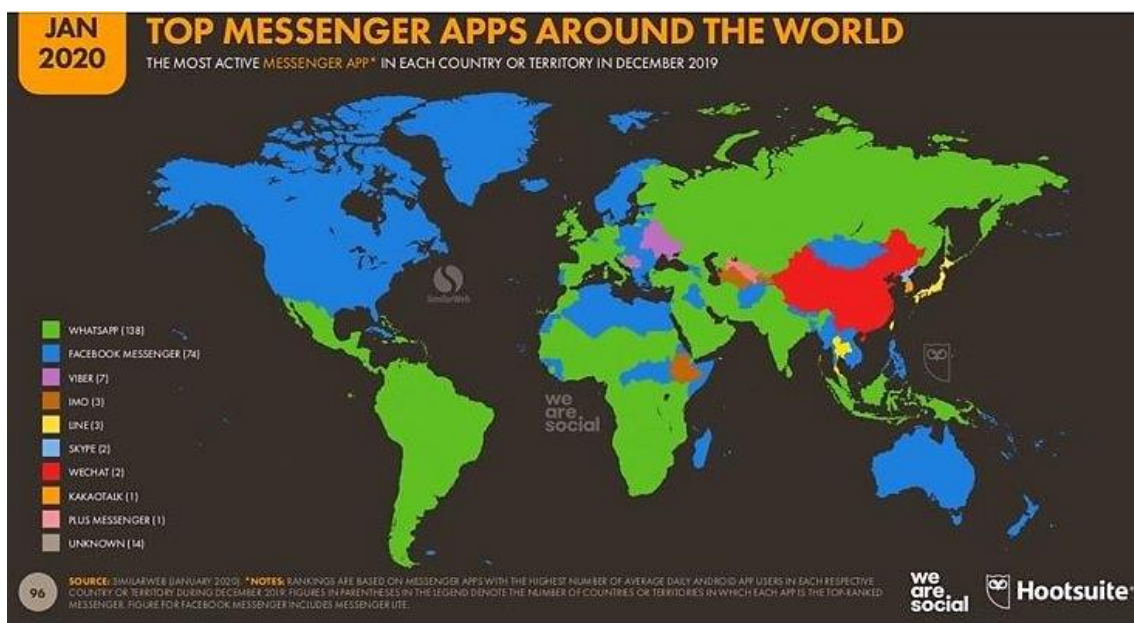 JAN
2020
TOP MESSENGER APPS AROUND THE WORLD
THE MOST ACTIVE MESSENGER APP* IN EACH COUNTRY OR TERRITORY IN DECEMBER 2019
SimilarWeb
WHATSAPP (138)
FACEBOOK MESSENGER (74)
VIBER (7)
IMO (3)
LINE (3)
SKYPE (2)
WECHAT (2)
KAKAOTALK (1)
PLUS MESSENGER (1)
UNKNOWN (14)
we
are
social
96
SOURCE: SIMILARWEB (JANUARY 2020). *NOTES: RANKINGS ARE BASED ON MESSENGER APPS WITH THE HIGHEST NUMBER OF AVERAGE DAILY ANDROID APP USERS IN EACH RESPECTIVE
COUNTRY OR TERRITORY DURING DECEMBER 2019. FIGURES IN PARENTHESES IN THE LEGEND DENOTE THE NUMBER OF COUNTRIES OR TERRITORIES IN WHICH EACH APP IS THE TOP-RANKED
MESSENGER. FIGURE FOR FACEBOOK MESSENGER INCLUDES MESSENGER LITE.
we
are
social
Hootsuite